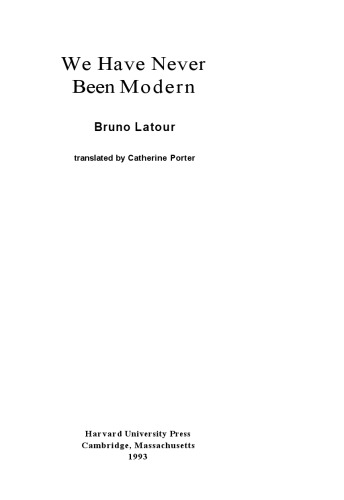 We Have Never
Been Modern
Bruno Latour
translated by Catherine Porter
Harvard University Press
Cambridge, Massachusetts
1993